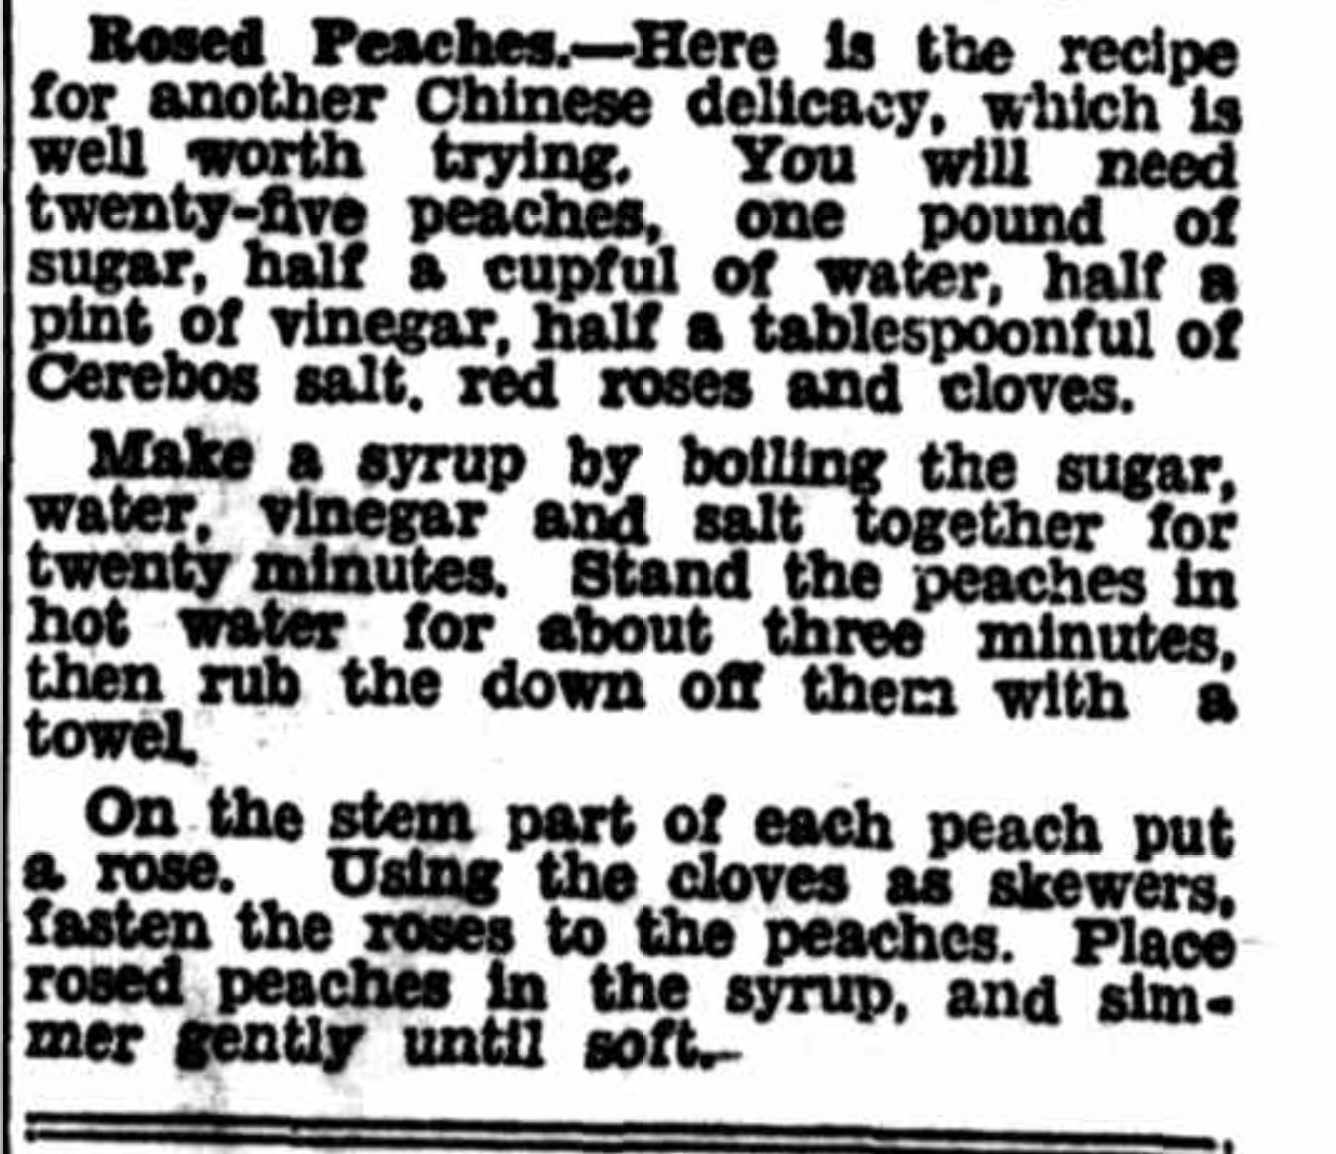 Rosed Peaches.—Here is the recipe
for another Chinese delicacy, which is
well worth trying. You will need
twenty-five peaches, one pound of
sugar, half a cupful of water, half a
pint of vinegar, half a tablespoonful of
Cerebos salt, red roses and cloves.
Make a syrup by boiling the sugar,
water, vinegar and salt together for
twenty minutes. Stand the peaches in
hot water for about three minutes,
then rub the down off them with a
towel.
On the stem part of each peach put
a rose. Using the cloves as skewers,
fasten the roses to the peaches. Place
rosed peaches in the syrup, and sim-
mer gently until soft.